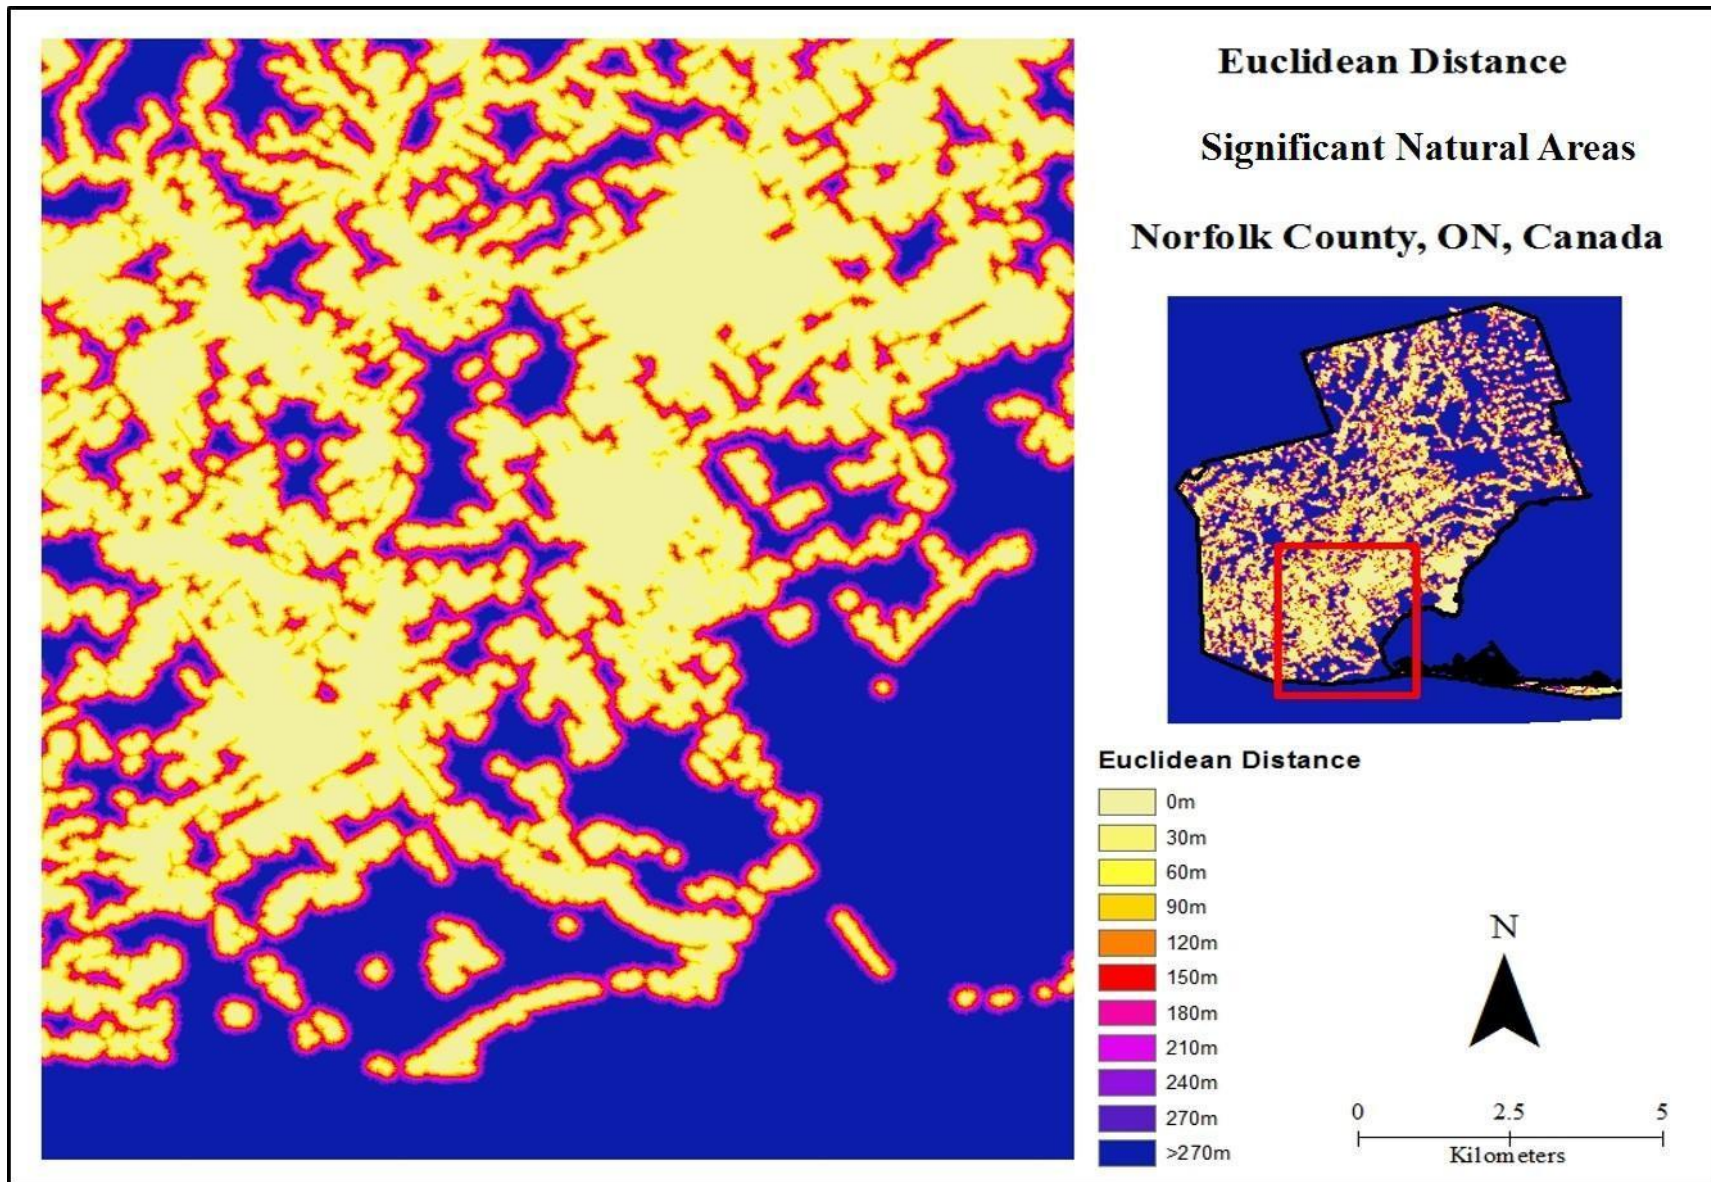 Euclidean Distance
Significant Natural Areas
Norfolk County, ON, Canada
Euclidean Distance
0m
30m
60m
90m
120m
150m
180m
210m
240m
270m
>270m
N
0 2.5 5
Kilometers